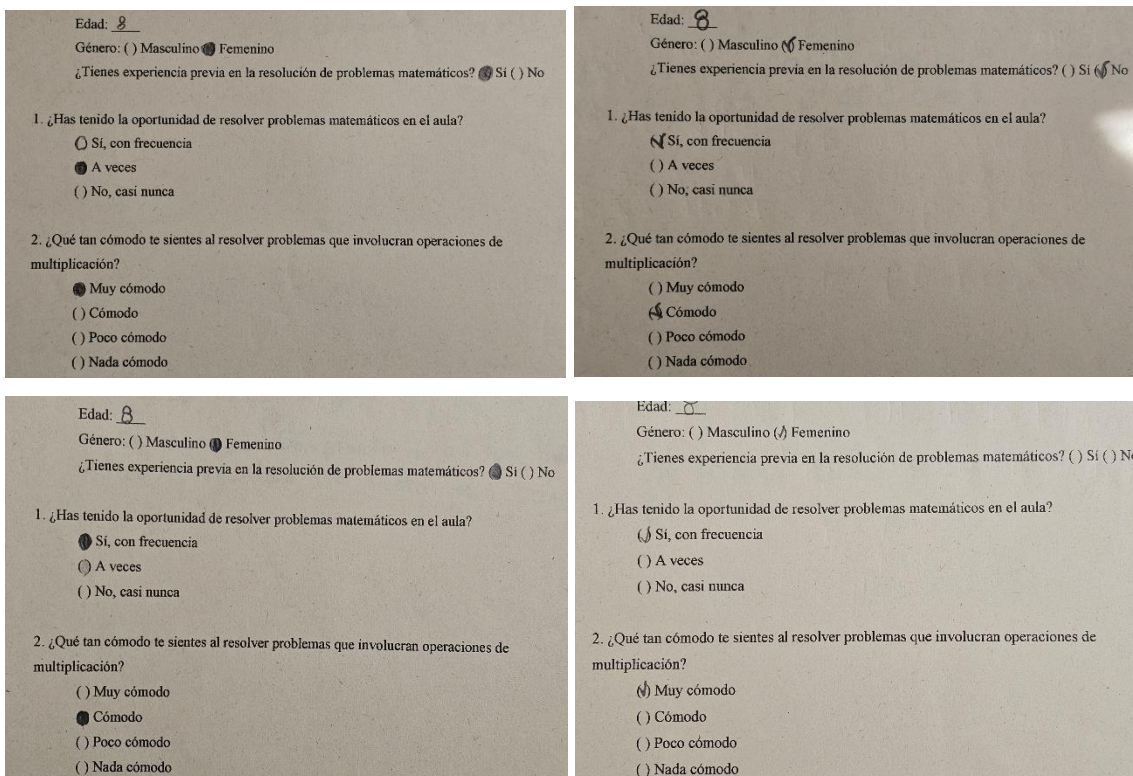 Edad: 8
Género: ( ) Masculino (●) Femenino
¿Tienes experiencia previa en la resolución de problemas matemáticos? (●) Sí ( ) No
1. ¿Has tenido la oportunidad de resolver problemas matemáticos en el aula?
( ) Sí, con frecuencia
(●) A veces
( ) No, casi nunca
2. ¿Qué tan cómodo te sientes al resolver problemas que involucran operaciones de
multiplicación?
(●) Muy cómodo
( ) Cómodo
( ) Poco cómodo
( ) Nada cómodo
Edad: 8
Género: ( ) Masculino (✓) Femenino
¿Tienes experiencia previa en la resolución de problemas matemáticos? ( ) Sí (✓) No
1. ¿Has tenido la oportunidad de resolver problemas matemáticos en el aula?
(✓) Sí, con frecuencia
( ) A veces
( ) No, casi nunca
2. ¿Qué tan cómodo te sientes al resolver problemas que involucran operaciones de
multiplicación?
( ) Muy cómodo
(✓) Cómodo
( ) Poco cómodo
( ) Nada cómodo
Edad: 8
Género: ( ) Masculino (●) Femenino
¿Tienes experiencia previa en la resolución de problemas matemáticos? (●) Sí ( ) No
1. ¿Has tenido la oportunidad de resolver problemas matemáticos en el aula?
(●) Sí, con frecuencia
( ) A veces
( ) No, casi nunca
2. ¿Qué tan cómodo te sientes al resolver problemas que involucran operaciones de
multiplicación?
( ) Muy cómodo
(●) Cómodo
( ) Poco cómodo
( ) Nada cómodo
Edad:
Género: ( ) Masculino (✓) Femenino
¿Tienes experiencia previa en la resolución de problemas matemáticos? ( ) Sí ( ) N
1. ¿Has tenido la oportunidad de resolver problemas matemáticos en el aula?
(✓) Sí, con frecuencia
( ) A veces
( ) No, casi nunca
2. ¿Qué tan cómodo te sientes al resolver problemas que involucran operaciones de
multiplicación?
(✓) Muy cómodo
( ) Cómodo
( ) Poco cómodo
( ) Nada cómodo